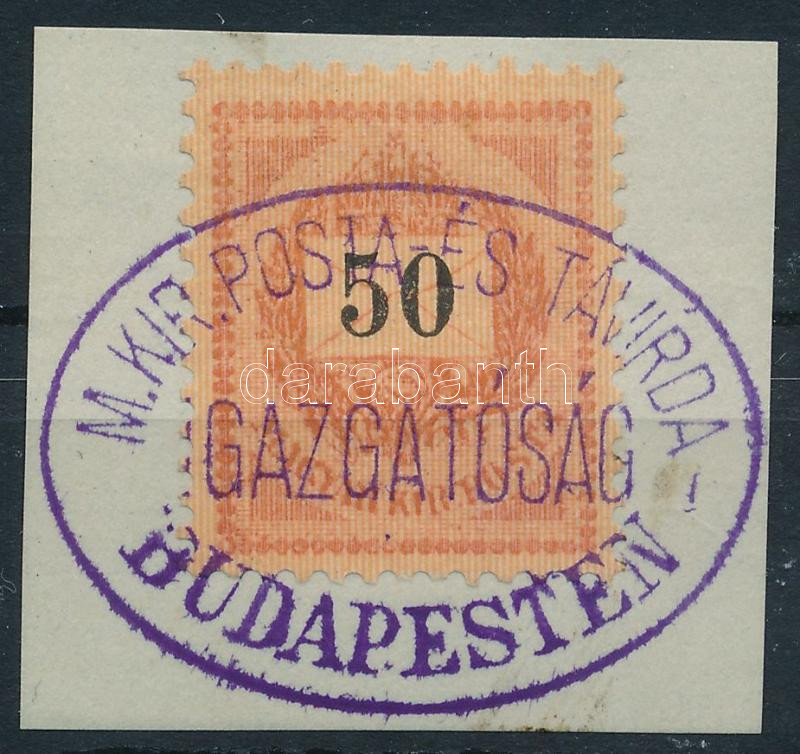 M.KIR.POSTA-ÉS TÁVIRDA-
50
darabanth
IGAZGATÓSÁG
BUDAPESTEN